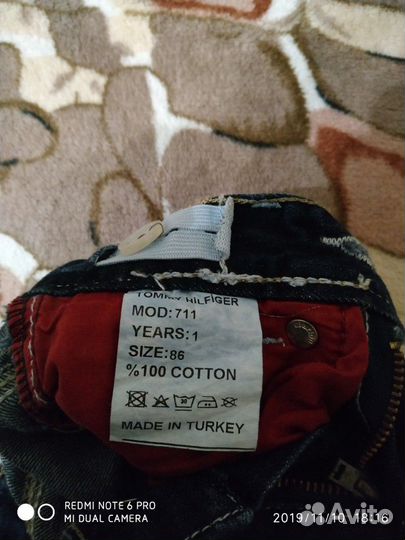 TOMMY HILFIGER
MOD: 711
YEARS: 1
SIZE: 86
%100 COTTON
MADE IN TURKEY
REDMI NOTE 6 PRO
MI DUAL CAMERA
2019/11/10 18:16
Avito